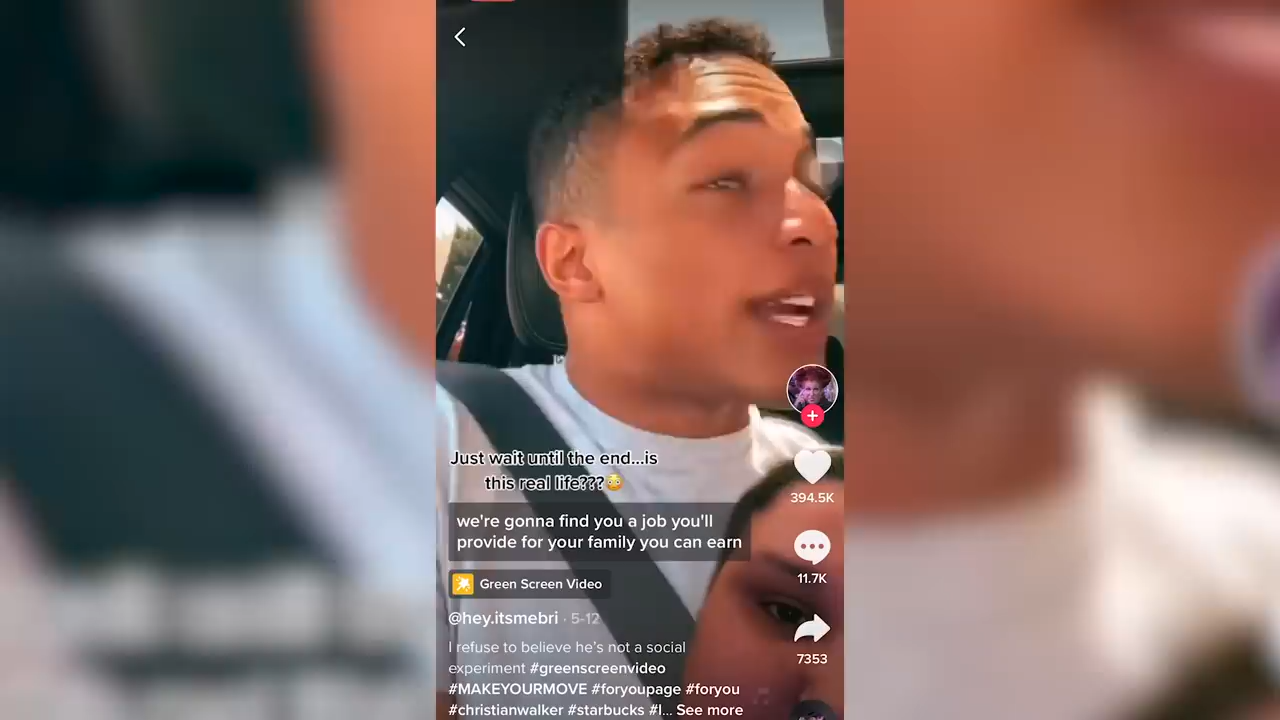 Just wait until the end...is
this real life???😳
we're gonna find you a job you'll
provide for your family you can earn
Green Screen Video
@hey.itsmebri · 5-12
I refuse to believe he's not a social
experiment #greenscreenvideo
#MAKEYOURMOVE #foryoupage #foryou
#christianwalker #starbucks #l... See more
394.5K
11.7K
7353